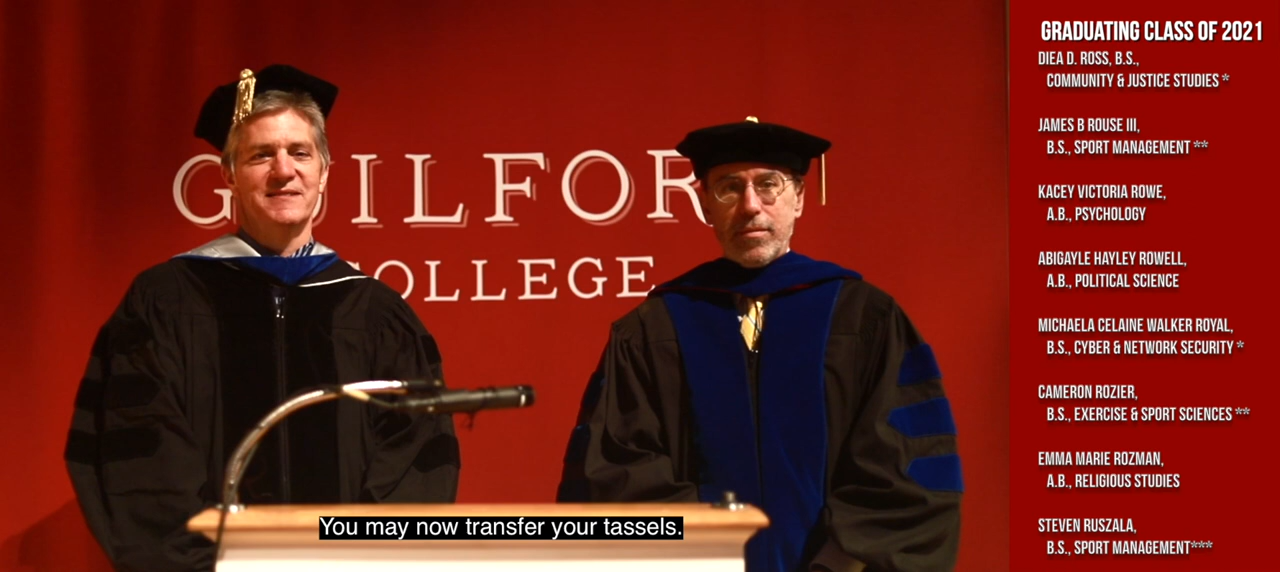 GUILFOR
COLLEGE
You may now transfer your tassels.
GRADUATING CLASS OF 2021
DIEA D. ROSS, B.S.,
COMMUNITY & JUSTICE STUDIES *
JAMES B ROUSE III,
B.S., SPORT MANAGEMENT **
KACEY VICTORIA ROWE,
A.B., PSYCHOLOGY
ABIGAYLE HAYLEY ROWELL,
A.B., POLITICAL SCIENCE
MICHAELA CELAINE WALKER ROYAL,
B.S., CYBER & NETWORK SECURITY *
CAMERON ROZIER,
B.S., EXERCISE & SPORT SCIENCES **
EMMA MARIE ROZMAN,
A.B., RELIGIOUS STUDIES
STEVEN RUSZALA,
B.S., SPORT MANAGEMENT***